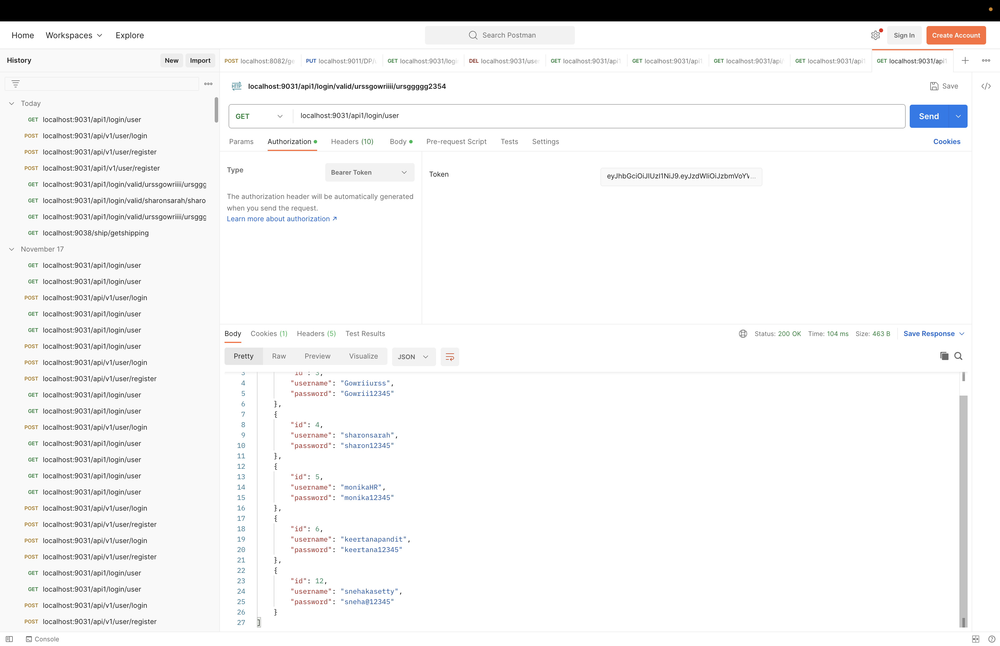 Home Workspaces Explore Search Postman Sign In Create Account
History New Import
POST localhost:8082/ge PUT localhost:9011/DP/u GET localhost:9031/logi DEL localhost:9031/user GET localhost:9031/api1 GET localhost:9031/api1 GET localhost:9031/api/ GET localhost:9031/api1 GET localhost:9031/api1
Today
GET localhost:9031/api1/login/user
POST localhost:9031/api/v1/user/login
POST localhost:9031/api/v1/user/register
POST localhost:9031/api1/v1/user/register
GET localhost:9031/api1/login/valid/urssgowriiii/ursggg
GET localhost:9031/api1/login/valid/sharonsarah/sharo
GET localhost:9031/api1/login/valid/urssgowriiii/ursggg
GET localhost:9038/ship/getshipping
November 17
GET localhost:9031/api1/login/user
GET localhost:9031/api1/login/user
POST localhost:9031/api/v1/user/login
GET localhost:9031/api1/login/user
GET localhost:9031/api1/login/user
POST localhost:9031/api1/login/user
POST localhost:9031/api/v1/user/login
POST localhost:9031/api/v1/user/register
GET localhost:9031/api1/login/user
GET localhost:9031/api1/login/user
POST localhost:9031/api/v1/user/login
GET localhost:9031/api1/login/user
GET localhost:9031/api1/login/user
GET localhost:9031/api1/login/user
GET localhost:9031/api1/login/user
POST localhost:9031/api/v1/user/login
POST localhost:9031/api/v1/user/register
POST localhost:9031/api/v1/user/login
POST localhost:9031/api/v1/user/register
GET localhost:9031/api1/login/user
GET localhost:9031/api1/login/user
POST localhost:9031/api/v1/user/login
POST localhost:9031/api/v1/user/register
HTTP localhost:9031/api1/login/valid/urssgowriiii/ursggggg2354 Save </>
GET localhost:9031/api1/login/user Send
Params Authorization Headers (10) Body Pre-request Script Tests Settings Cookies
Type Bearer Token
The authorization header will be automatically generated
when you send the request.
Learn more about authorization ↗
Token eyJhbGciOiJIUzI1NiJ9.eyJzdWIiOiJzbmVoYV...
Body Cookies (1) Headers (5) Test Results Status: 200 OK Time: 104 ms Size: 463 B Save Response
Pretty Raw Preview Visualize JSON
3 "id": 3,
4 "username": "Gowriiurss",
5 "password": "Gowrii12345"
6 },
7 {
8 "id": 4,
9 "username": "sharonsarah",
10 "password": "sharon12345"
11 },
12 {
13 "id": 5,
14 "username": "monikaHR",
15 "password": "monika12345"
16 },
17 {
18 "id": 6,
19 "username": "keertanapandit",
20 "password": "keertana12345"
21 },
22 {
23 "id": 12,
24 "username": "snehakasetty",
25 "password": "sneha@12345"
26 }
27 ]
Console